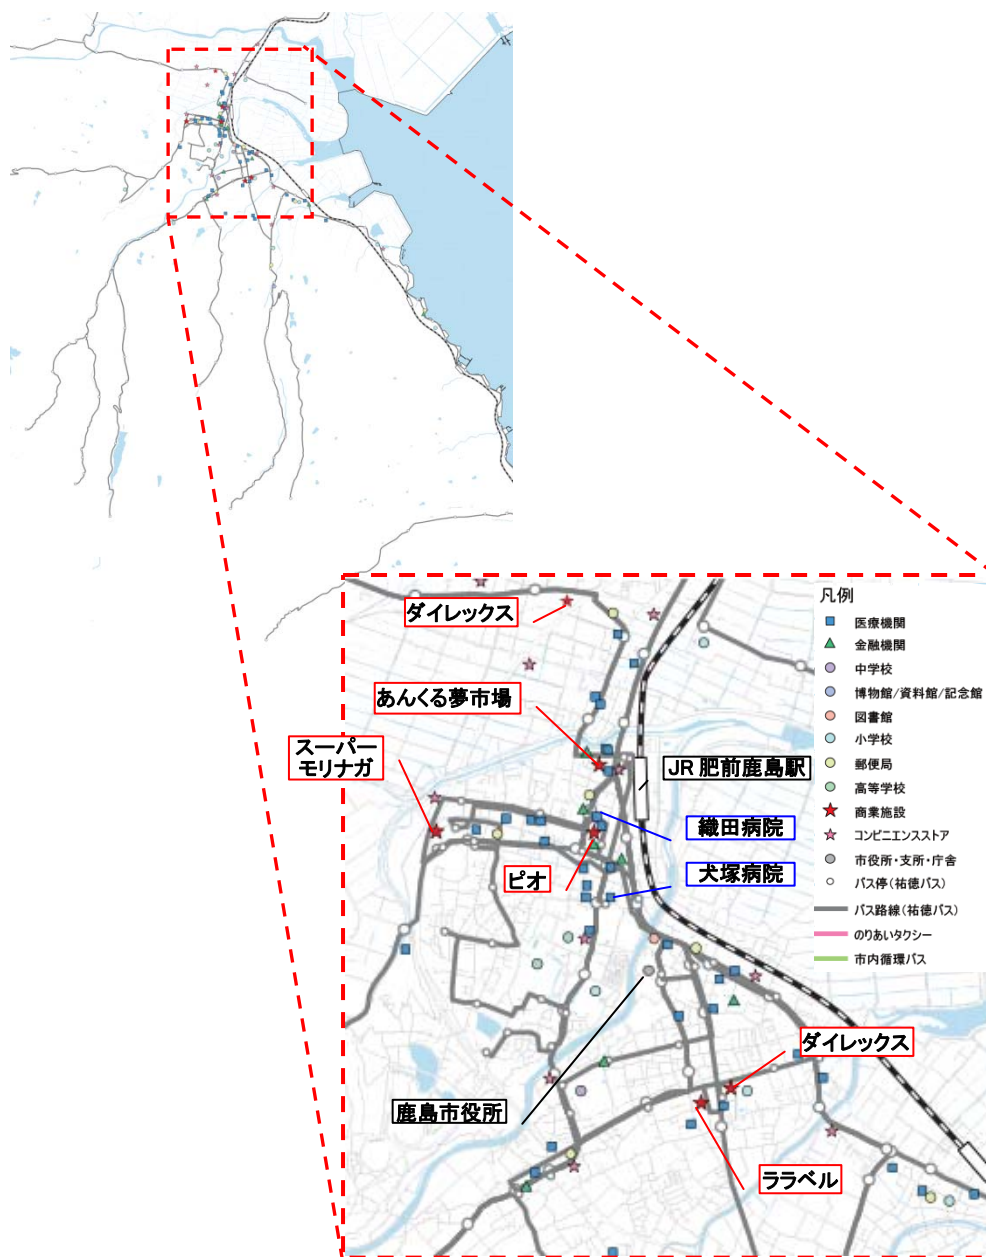 ダイレックス
あんくる夢市場
スーパー
モリナガ
JR 肥前鹿島駅
織田病院
ピオ
犬塚病院
ダイレックス
鹿島市役所
ララベル
凡例
医療機関
金融機関
中学校
博物館/資料館/記念館
図書館
小学校
郵便局
高等学校
商業施設
コンビニエンスストア
市役所・支所・庁舎
バス停(祐徳バス)
バス路線(祐徳バス)
のりあいタクシー
市内循環バス